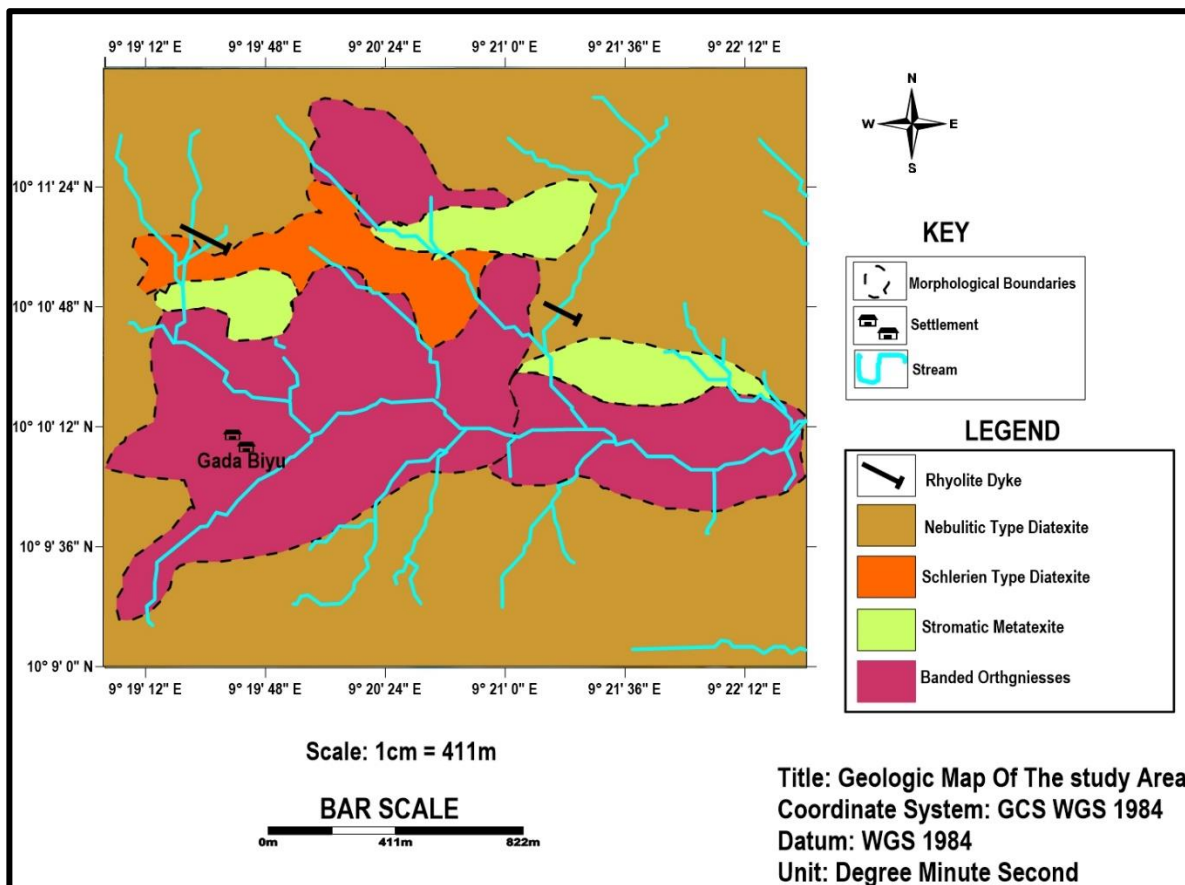 9° 19' 12" E 9° 19' 48" E 9° 20' 24" E 9° 21' 0" E 9° 21' 36" E 9° 22' 12" E
N
W E
S
10° 11' 24" N
10° 10' 48" N
10° 10' 12" N
10° 9' 36" N
10° 9' 0" N
Gada Biyu
9° 19' 12" E 9° 19' 48" E 9° 20' 24" E 9° 21' 0" E 9° 21' 36" E 9° 22' 12" E
KEY
Morphological Boundaries
Settlement
Stream
LEGEND
Rhyolite Dyke
Nebulitic Type Diatexite
Schlerien Type Diatexite
Stromatic Metatexite
Banded Orthgniesses
Scale: 1cm = 411m
BAR SCALE
0m 411m 822m
Title: Geologic Map Of The study Area
Coordinate System: GCS WGS 1984
Datum: WGS 1984
Unit: Degree Minute Second